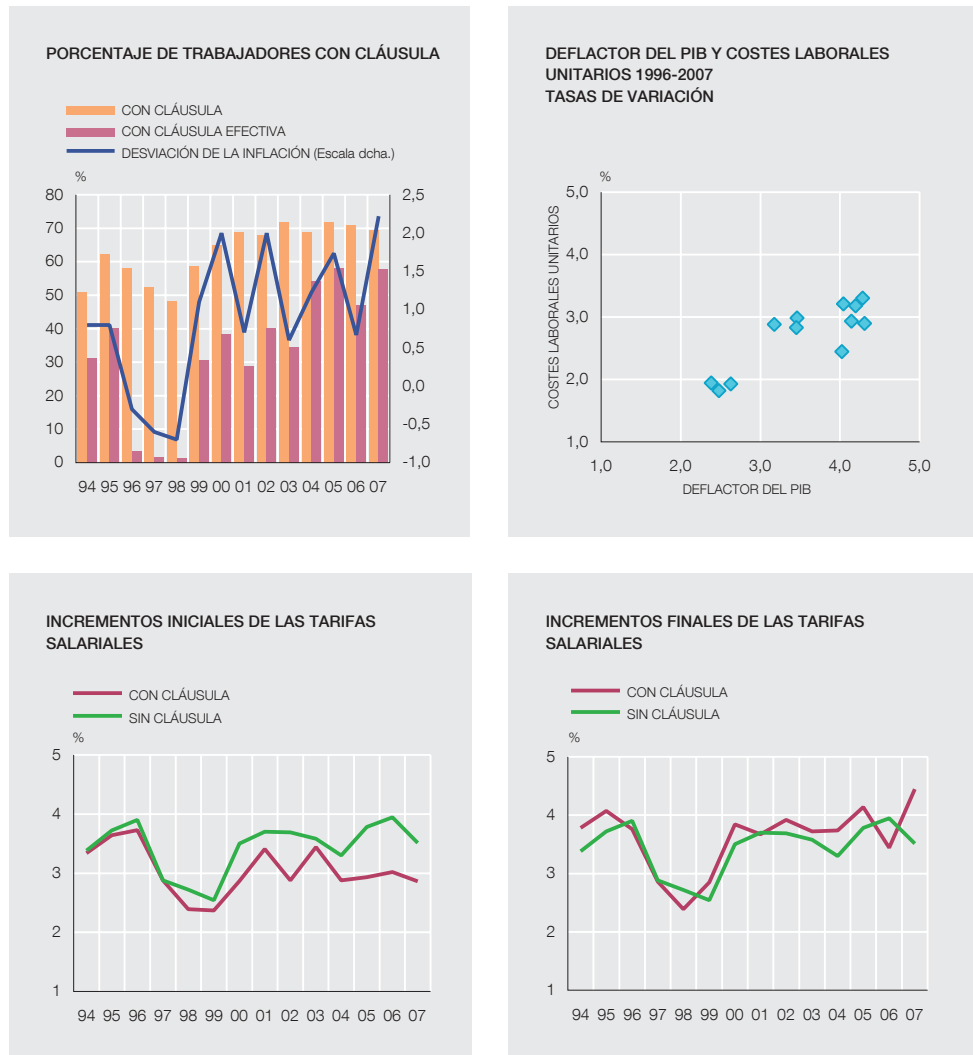 PORCENTAJE DE TRABAJADORES CON CLÁUSULA
CON CLÁUSULA
CON CLÁUSULA EFECTIVA
DESVIACIÓN DE LA INFLACIÓN (Escala dcha.)
%
80
70
60
50
40
30
20
10
0
2,5
2,0
1,5
1,0
0,5
0,0
-0,5
-1,0
94 95 96 97 98 99 00 01 02 03 04 05 06 07
DEFLACTOR DEL PIB Y COSTES LABORALES
UNITARIOS 1996-2007
TASAS DE VARIACIÓN
%
COSTES LABORALES UNITARIOS
5,0
4,0
3,0
2,0
1,0
1,0 2,0 3,0 4,0 5,0
DEFLACTOR DEL PIB
INCREMENTOS INICIALES DE LAS TARIFAS
SALARIALES
CON CLÁUSULA
SIN CLÁUSULA
%
5
4
3
2
1
94 95 96 97 98 99 00 01 02 03 04 05 06 07
INCREMENTOS FINALES DE LAS TARIFAS
SALARIALES
CON CLÁUSULA
SIN CLÁUSULA
%
5
4
3
2
1
94 95 96 97 98 99 00 01 02 03 04 05 06 07